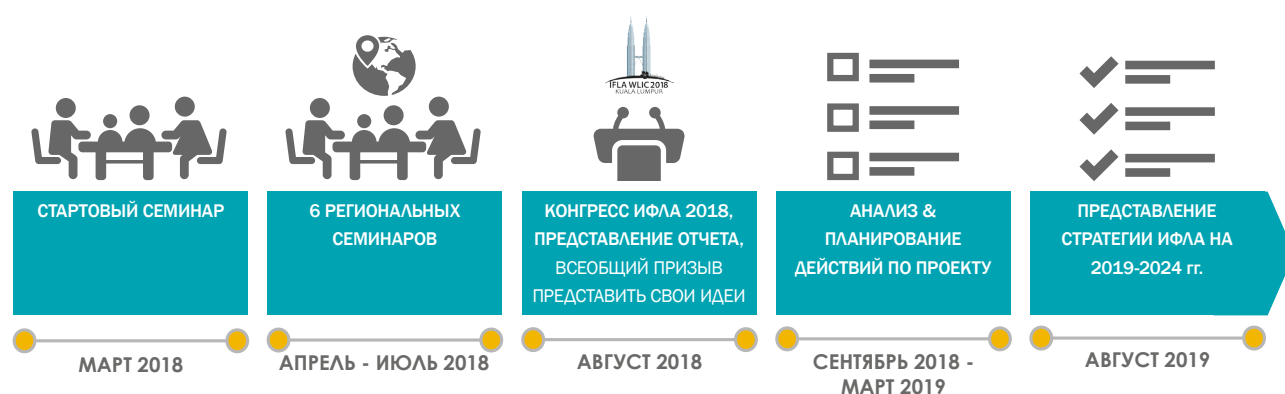 IFLA WLIC 2018
KUALA LUMPUR
СТАРТОВЫЙ СЕМИНАР
6 РЕГИОНАЛЬНЫХ
СЕМИНАРОВ
КОНГРЕСС ИФЛА 2018,
ПРЕДСТАВЛЕНИЕ ОТЧЕТА,
ВСЕОБЩИЙ ПРИЗЫВ
ПРЕДСТАВИТЬ СВОИ ИДЕИ
АНАЛИЗ &
ПЛАНИРОВАНИЕ
ДЕЙСТВИЙ ПО ПРОЕКТУ
ПРЕДСТАВЛЕНИЕ
СТРАТЕГИИ ИФЛА НА
2019-2024 гг.
МАРТ 2018
АПРЕЛЬ - ИЮЛЬ 2018
АВГУСТ 2018
СЕНТЯБРЬ 2018 -
МАРТ 2019
АВГУСТ 2019